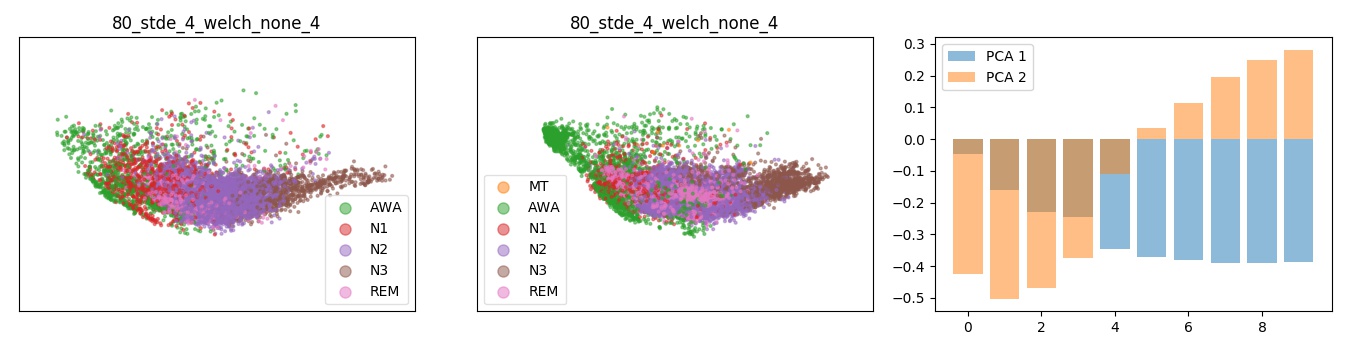 80_stde_4_welch_none_4
AWA
N1
N2
N3
REM
80_stde_4_welch_none_4
MT
AWA
N1
N2
N3
REM
PCA 1
PCA 2
0.3
0.2
0.1
0.0
−0.1
−0.2
−0.3
−0.4
−0.5
0 2 4 6 8